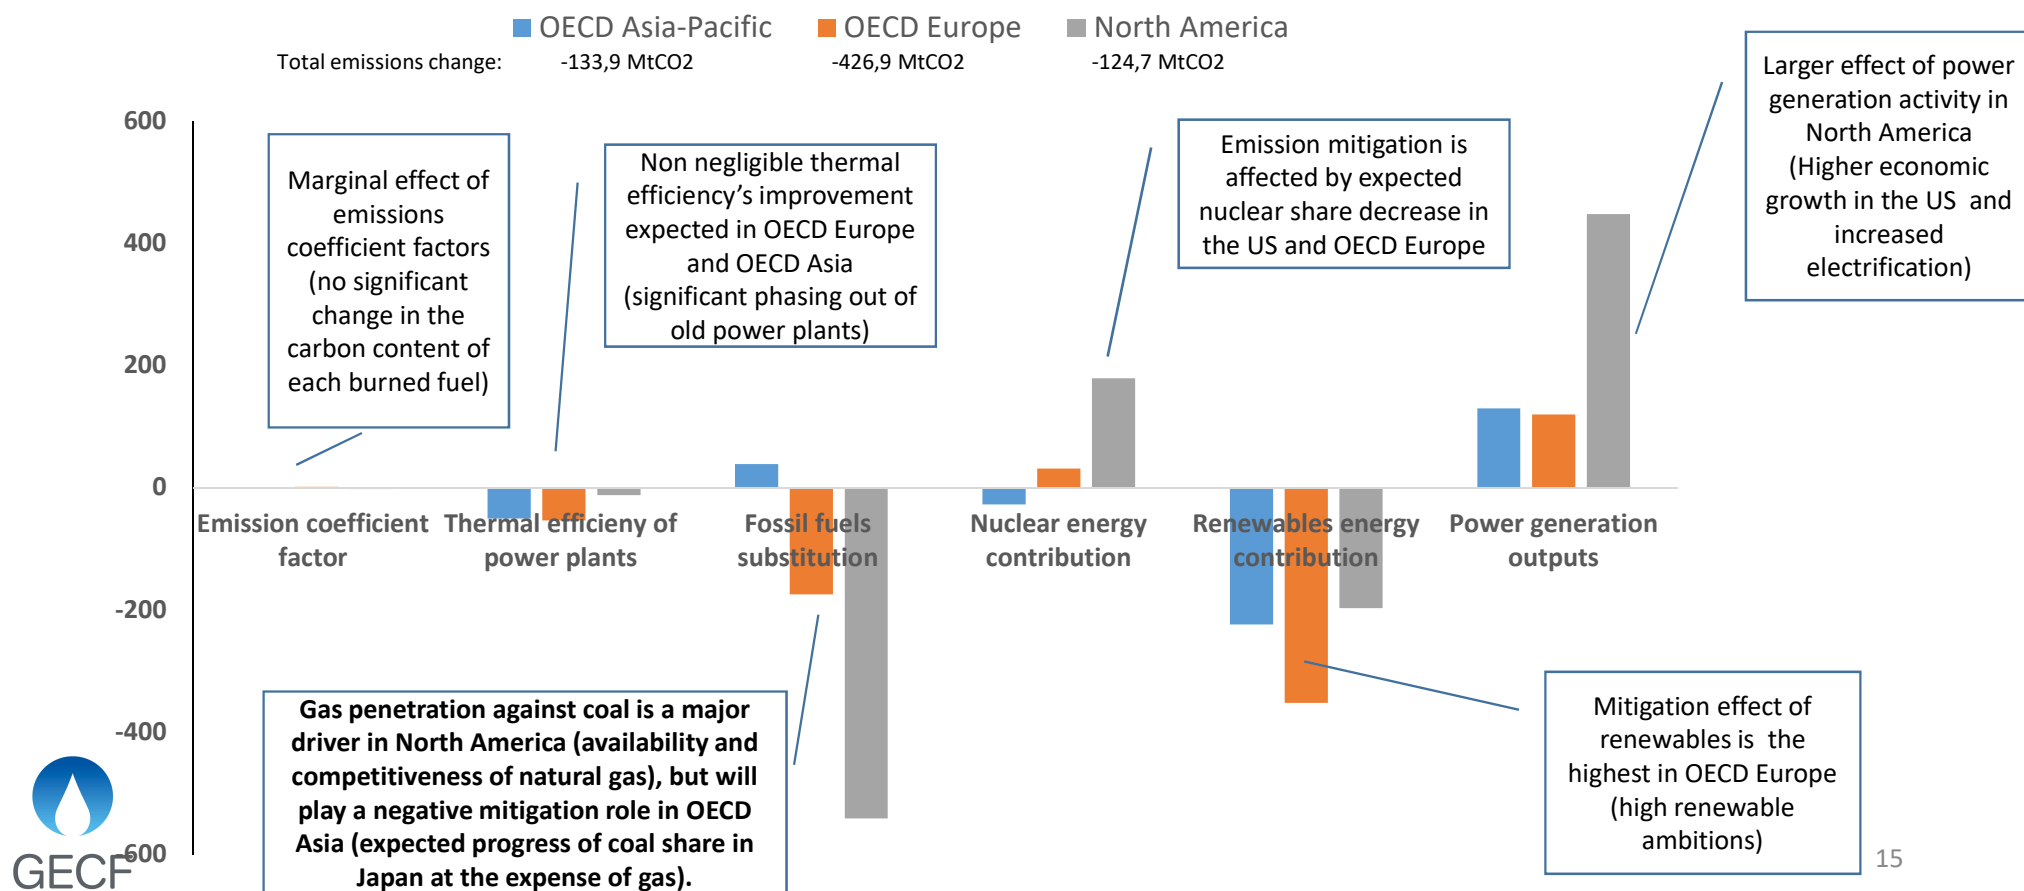 OECD Asia-Pacific OECD Europe North America
Total emissions change: -133,9 MtCO2 -426,9 MtCO2 -124,7 MtCO2
Larger effect of power
generation activity in
North America
(Higher economic
growth in the US and
increased
electrification)
Emission mitigation is
affected by expected
nuclear share decrease in
the US and OECD Europe
Non negligible thermal
efficiency's improvement
expected in OECD Europe
and OECD Asia
(significant phasing out of
old power plants)
Marginal effect of
emissions
coefficient factors
(no significant
change in the
carbon content of
each burned fuel)
600
400
200
0
-200
-400
-600
Emission coefficient
factor
Thermal efficieny of
power plants
Fossil fuels
substitution
Nuclear energy
contribution
Renewables energy
contribution
Power generation
outputs
Gas penetration against coal is a major
driver in North America (availability and
competitiveness of natural gas), but will
play a negative mitigation role in OECD
Asia (expected progress of coal share in
Japan at the expense of gas).
Mitigation effect of
renewables is the
highest in OECD Europe
(high renewable
ambitions)
GECF
15